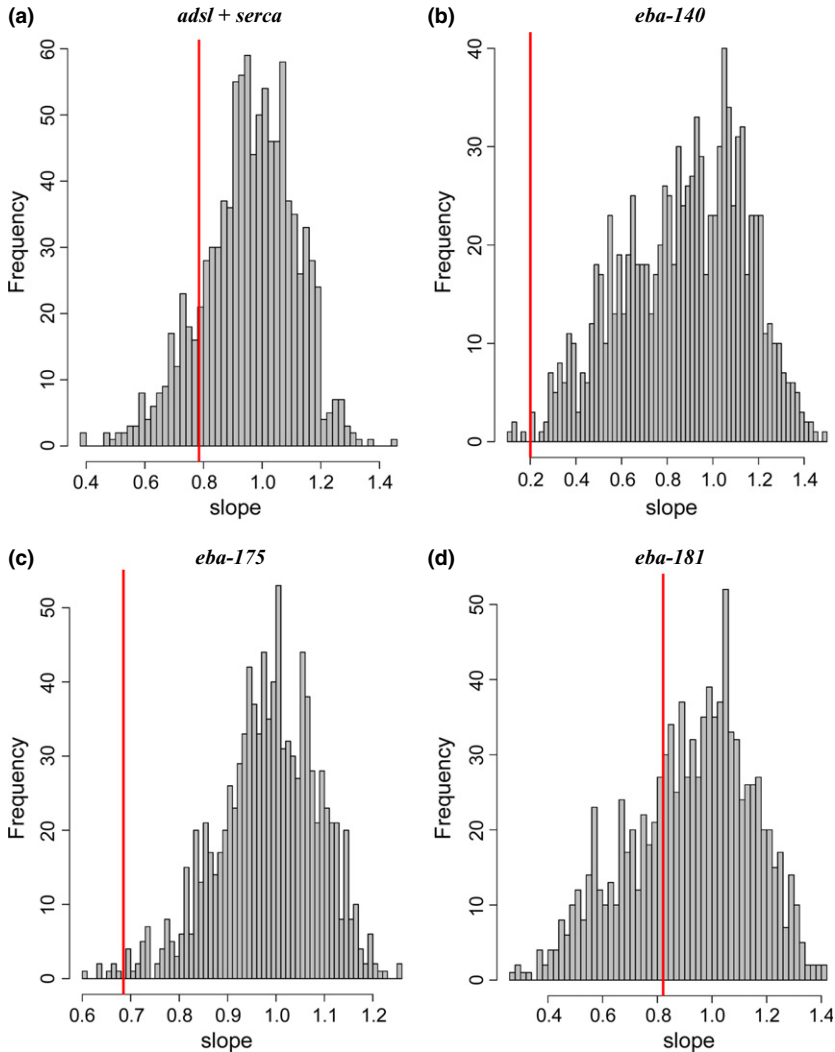 (a) adsl + serca
Frequency
0 10 20 30 40 50 60
0.4 0.6 0.8 1.0 1.2 1.4
slope
(b) eba-140
Frequency
0 10 20 30 40
0.2 0.4 0.6 0.8 1.0 1.2 1.4
slope
(c) eba-175
Frequency
0 10 20 30 40 50
0.6 0.7 0.8 0.9 1.0 1.1 1.2
slope
(d) eba-181
Frequency
0 10 20 30 40 50
0.4 0.6 0.8 1.0 1.2 1.4
slope